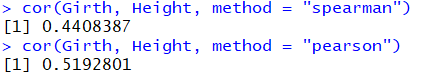 > cor(Girth, Height, method = "spearman")
[1] 0.4408387
> cor(Girth, Height, method = "pearson")
[1] 0.5192801